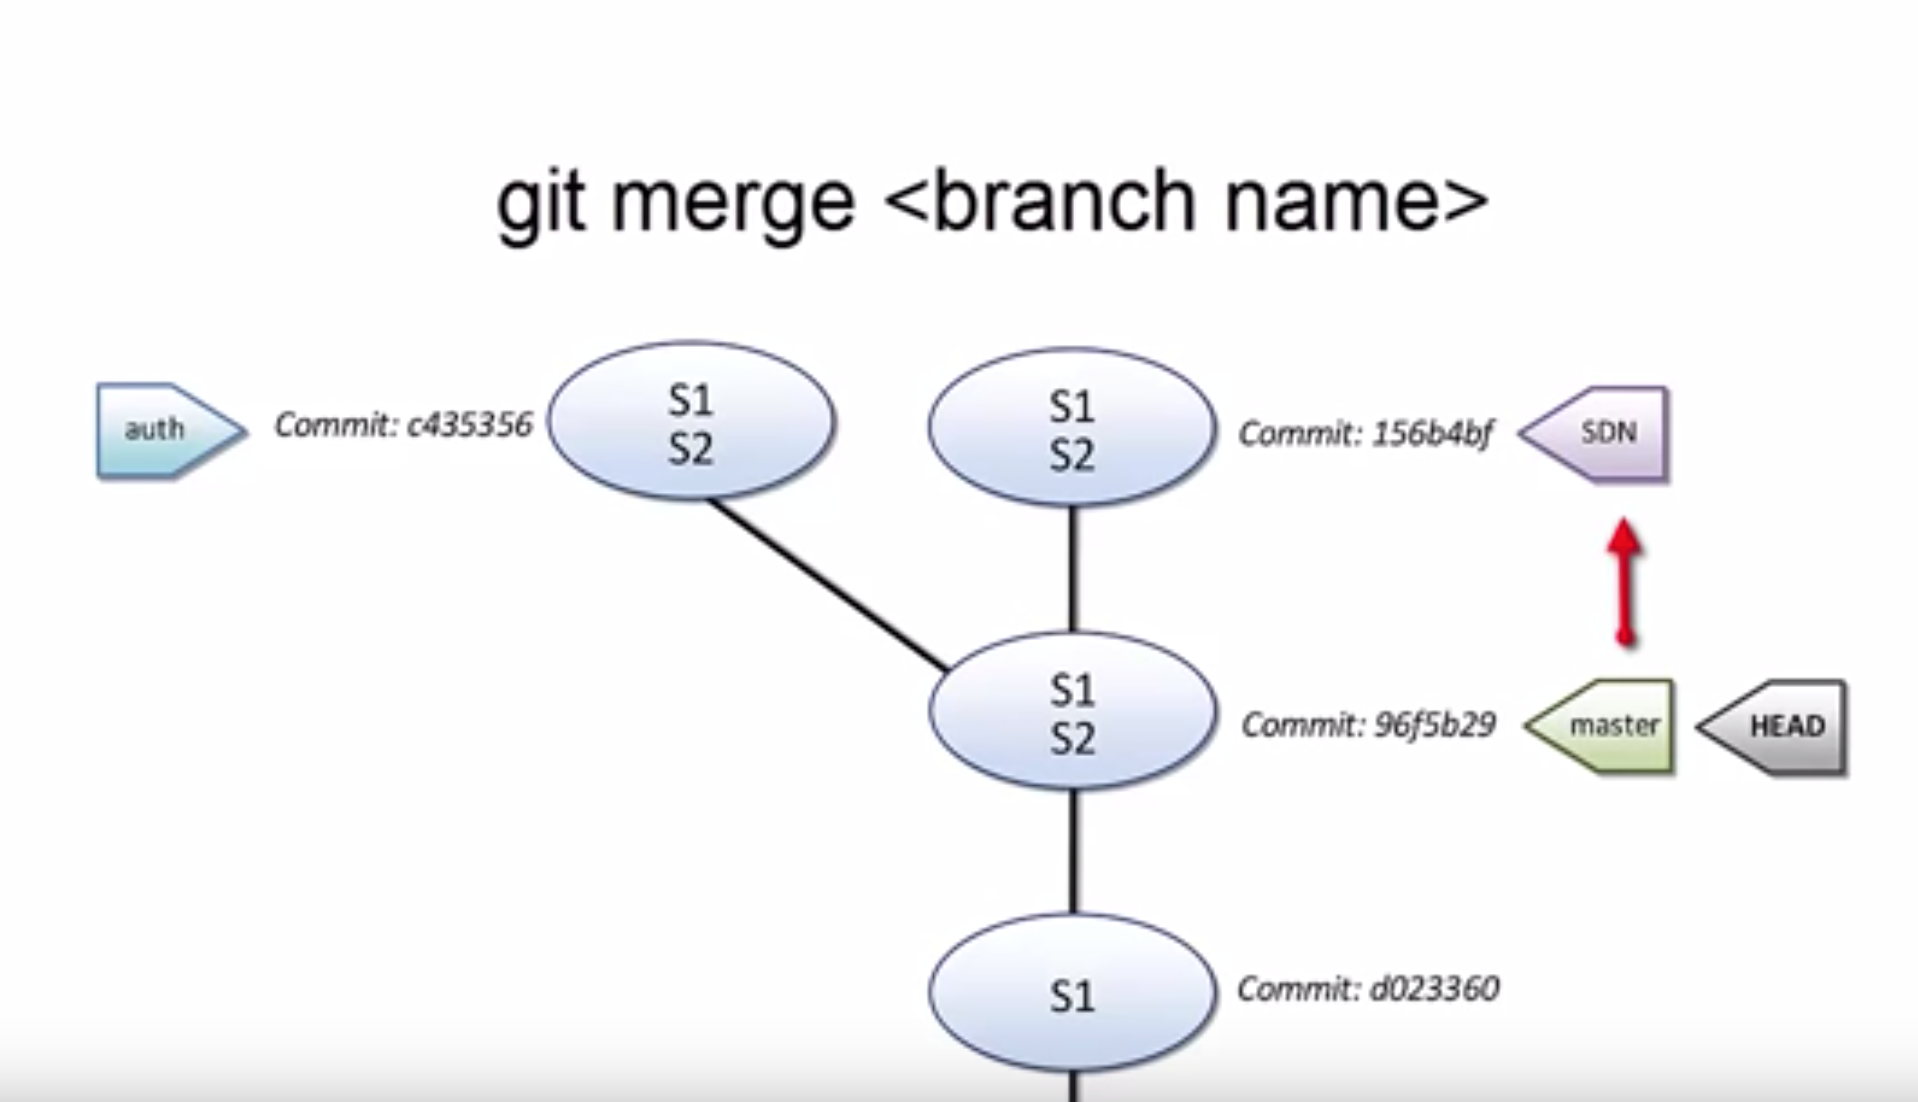 git merge <branch name>
auth
Commit: c435356
S1
S2
S1
S2
Commit: 156b4bf
SDN
S1
S2
Commit: 96f5b29
master
HEAD
S1
Commit: d023360